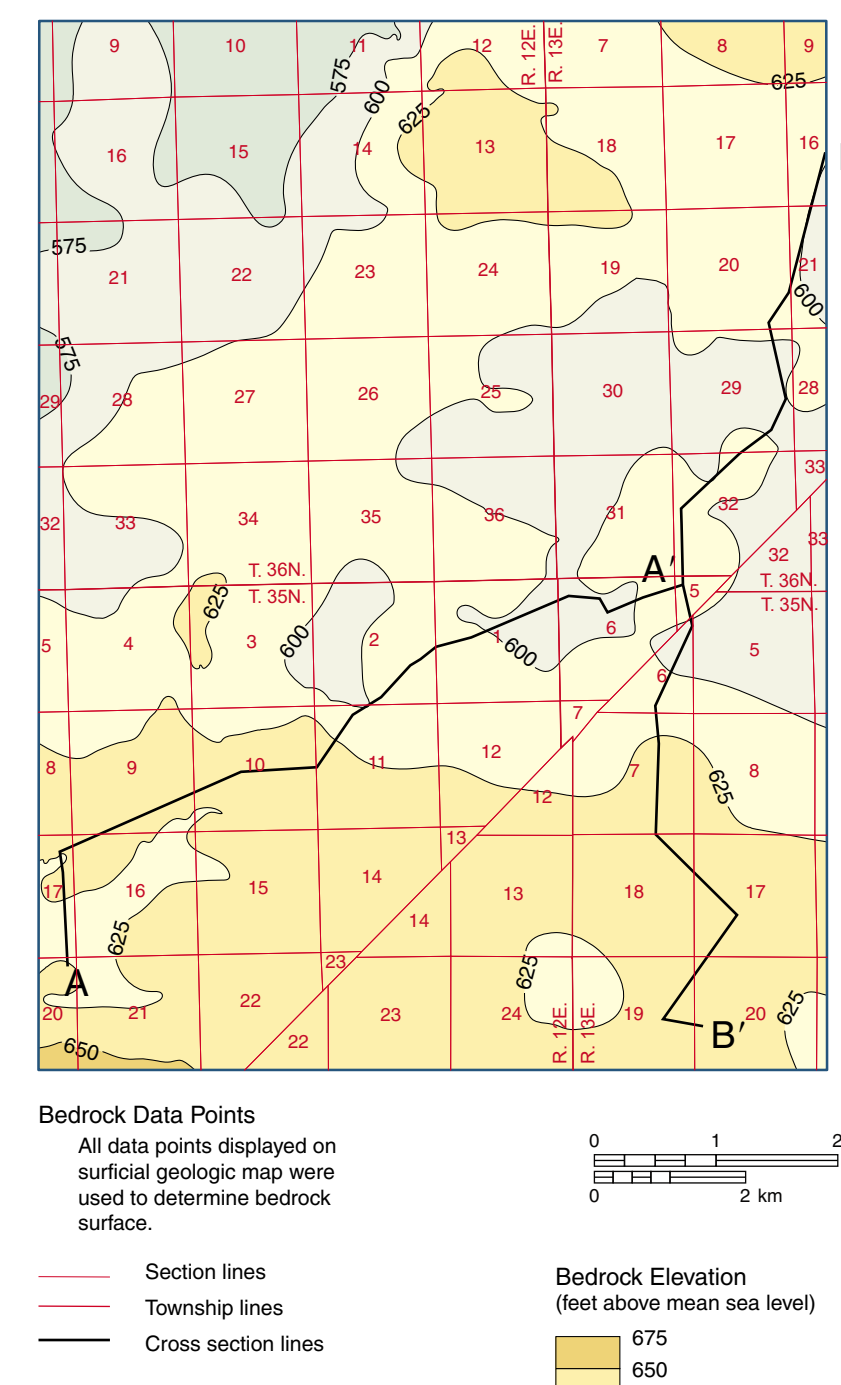 9 10 11 12 R. 12E. R. 13E. 7 8 9
575 600 625 625
16 15 14 13 18 17 16
575
21 22 23 24 19 20 21
600
575
29 28 27 26 25 30 29 28
33
32 33 34 35 36 31 32 33
32
T. 36N. A′ T. 36N.
T. 35N. T. 35N.
625 600 600
5 4 3 2 1 6 5 5
6
7
8 9 10 11 12 7 8
625
12
13
17 16 15 14 13 18 17
14
625 625
23
A
20 21 22 23 24 R. 12E. R. 13E. 19 20 625
22
B′
650
Bedrock Data Points
All data points displayed on
surficial geologic map were
used to determine bedrock
surface.
0 1 2
0 2 km
Section lines
Township lines
Cross section lines
Bedrock Elevation
(feet above mean sea level)
675
650